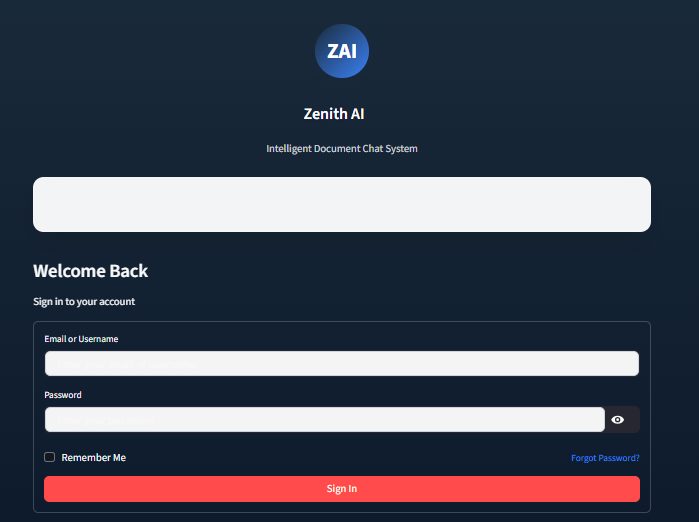 ZAI
Zenith AI
Intelligent Document Chat System
Welcome Back
Sign in to your account
Email or Username
Password
Remember Me
Forgot Password?
Sign In